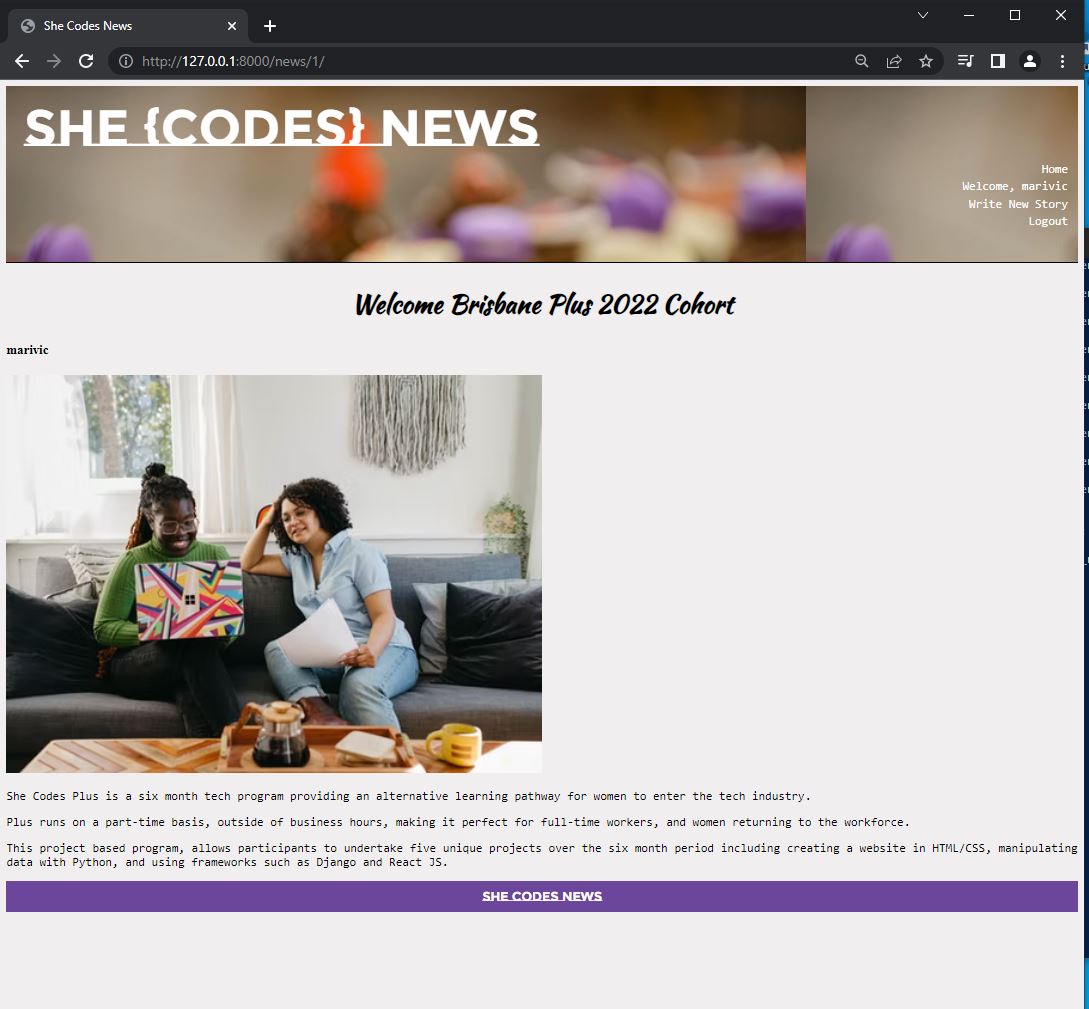 She Codes News
http://127.0.0.1:8000/news/1/
SHE {CODES} NEWS
Home
Welcome, marivic
Write New Story
Logout
Welcome Brisbane Plus 2022 Cohort
marivic
She Codes Plus is a six month tech program providing an alternative learning pathway for women to enter the tech industry.
Plus runs on a part-time basis, outside of business hours, making it perfect for full-time workers, and women returning to the workforce.
This project based program, allows participants to undertake five unique projects over the six month period including creating a website in HTML/CSS, manipulating
data with Python, and using frameworks such as Django and React JS.
SHE CODES NEWS